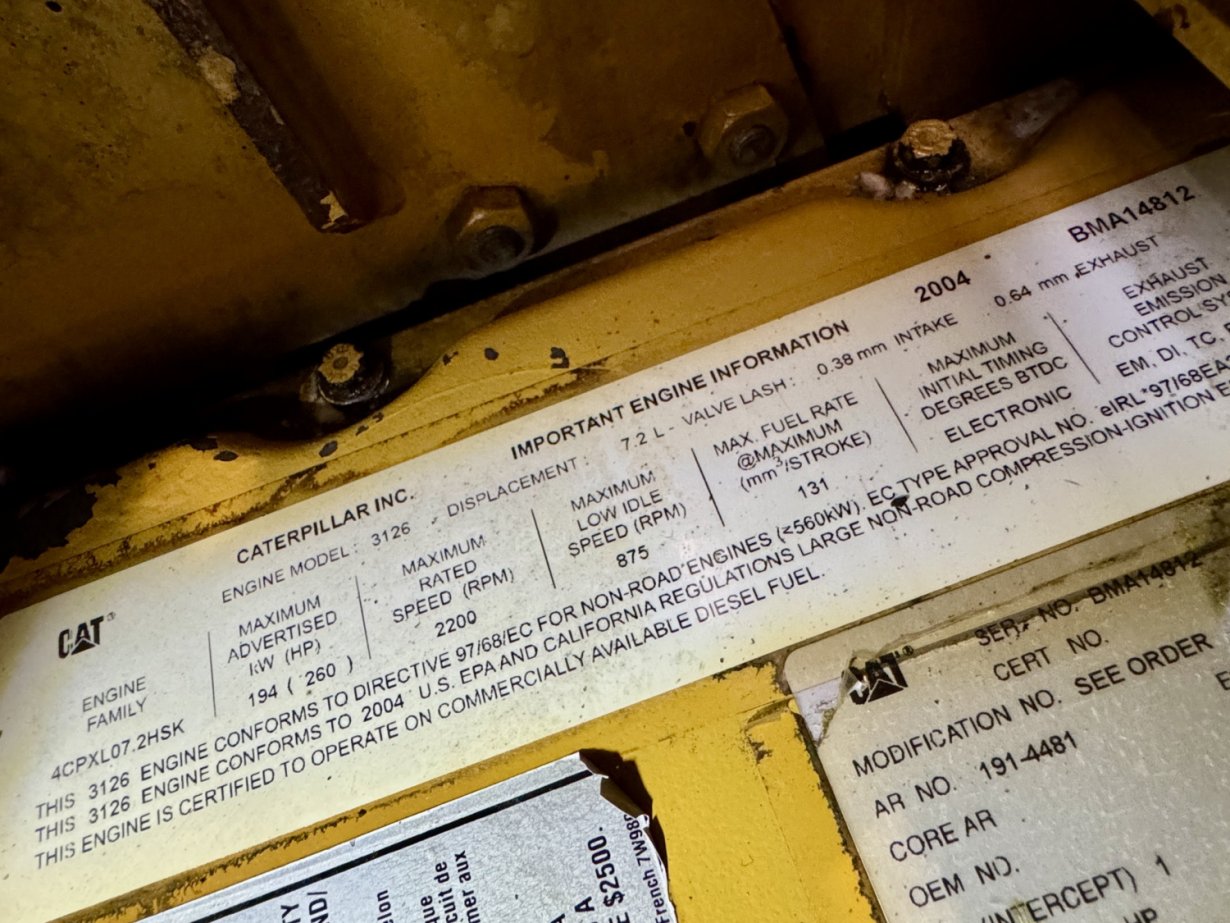 CATERPILLAR INC. IMPORTANT ENGINE INFORMATION 2004 BMA14812
ENGINE MODEL: 3126 DISPLACEMENT: 7.2 L - VALVE LASH: 0.38 mm INTAKE 0.64 mm EXHAUST
CAT®
ENGINE
FAMILY
4CPXL07.2HSK
MAXIMUM
ADVERTISED
kW (HP)
194 ( 260 )
MAXIMUM
RATED
SPEED (RPM)
2200
MAXIMUM
LOW IDLE
SPEED (RPM)
875
MAX. FUEL RATE
@MAXIMUM
(mm³/STROKE)
131
MAXIMUM
INITIAL TIMING
DEGREES BTDC
ELECTRONIC
EXHAUST
EMISSION
CONTROL
EM, DI, TC,
THIS 3126 ENGINE CONFORMS TO DIRECTIVE 97/68/EC FOR NON-ROAD ENGINES (≤560kW). EC TYPE APPROVAL NO. eIRL*97/68EA
THIS 3126 ENGINE CONFORMS TO 2004 U.S. EPA AND CALIFORNIA REGULATIONS LARGE NON-ROAD COMPRESSION-IGNITION
THIS ENGINE IS CERTIFIED TO OPERATE ON COMMERCIALLY AVAILABLE DIESEL FUEL.
CAT®
SER. NO. BMA14812
CERT NO.
MODIFICATION NO. SEE ORDER
AR NO. 191-4481
CORE AR
OEM NO.
INTERCEPT) 1
$2500.
French 7W98